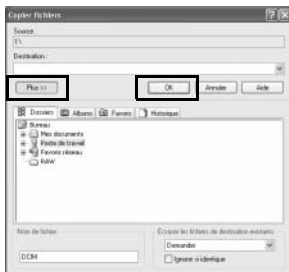 Copier fichiers
Source:
I:\
Destination:
Plus >>
OK
Annuler
Aide
Dossiers
Albums
Favoris
Historique
Bureau
Mes documents
Poste de travail
Favoris réseau
RAW
Nom de fichier
Écraser les fichiers de destination existants
DCIM
Demander
Ignorer si identique